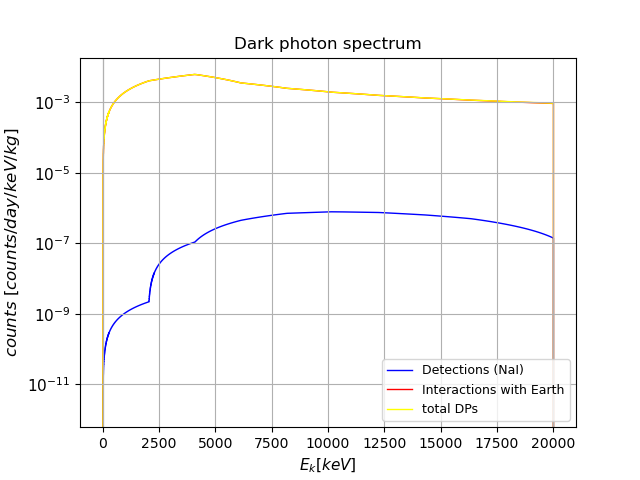 Dark photon spectrum
counts [counts/day/keV/kg]
10⁻³
10⁻⁵
10⁻⁷
10⁻⁹
10⁻¹¹
Detections (NaI)
Interactions with Earth
total DPs
0 2500 5000 7500 10000 12500 15000 17500 20000
Eₖ[keV]